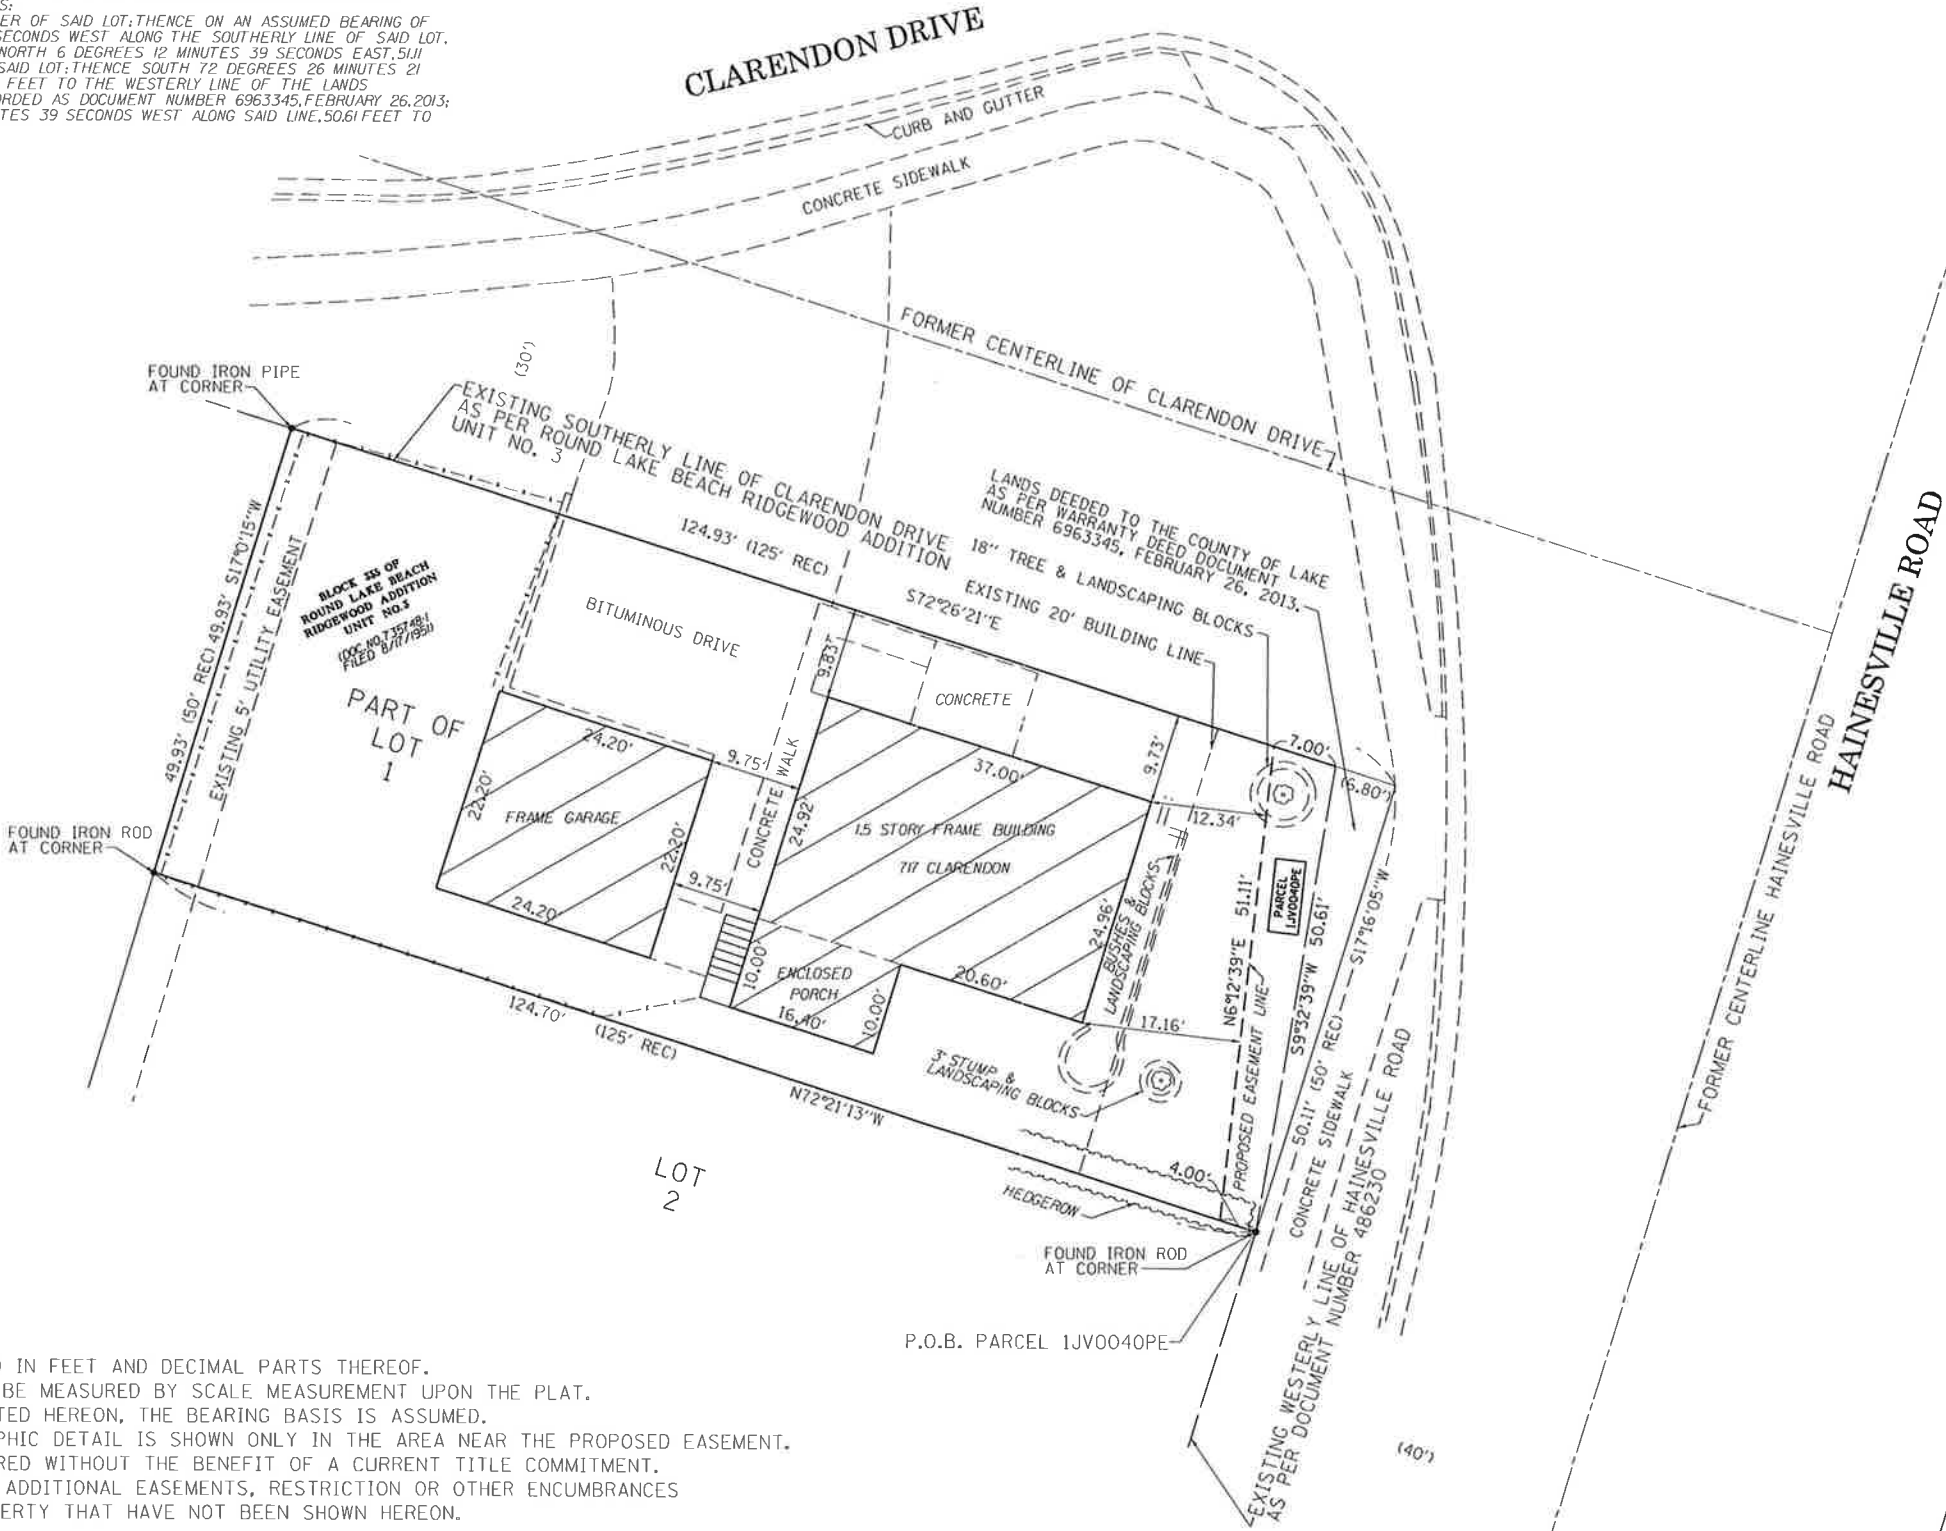 S:
ER OF SAID LOT; THENCE ON AN ASSUMED BEARING OF
SECONDS WEST ALONG THE SOUTHERLY LINE OF SAID LOT,
NORTH 6 DEGREES 12 MINUTES 39 SECONDS EAST, 51.11
SAID LOT; THENCE SOUTH 72 DEGREES 26 MINUTES 21
FEET TO THE WESTERLY LINE OF THE LANDS
ORDED AS DOCUMENT NUMBER 6963345, FEBRUARY 26, 2013;
TES 39 SECONDS WEST ALONG SAID LINE, 50.61 FEET TO
CLARENDON DRIVE
CURB AND GUTTER
CONCRETE SIDEWALK
FORMER CENTERLINE OF CLARENDON DRIVE
HAINESVILLE ROAD
FORMER CENTERLINE HAINESVILLE ROAD
FOUND IRON PIPE
AT CORNER
(30')
EXISTING SOUTHERLY LINE OF CLARENDON DRIVE
AS PER ROUND LAKE BEACH RIDGEWOOD ADDITION
UNIT NO. 3
124.93' (125' REC)
S72°26'21"E
LANDS DEEDED TO THE COUNTY OF LAKE
AS PER WARRANTY DEED DOCUMENT
NUMBER 6963345, FEBRUARY 26, 2013.
18" TREE & LANDSCAPING BLOCKS
EXISTING 20' BUILDING LINE
49.93' (50' REC) 49.93' S17°0'15"W
EXISTING 5' UTILITY EASEMENT
BLOCK 333 OF
ROUND LAKE BEACH
RIDGEWOOD ADDITION
UNIT NO.3
(DOC. NO. 735748-1
FILED 8/17/1951)
PART OF
LOT
1
BITUMINOUS DRIVE
9.83'
CONCRETE
7.00'
(6.80')
24.20'
9.75'
CONCRETE WALK
37.00'
9.73'
12.34'
22.20'
FRAME GARAGE
22.20'
24.92'
1.5 STORY FRAME BUILDING
717 CLARENDON
24.20'
9.75'
24.96'
BUSHES &
LANDSCAPING BLOCKS
10.00'
ENCLOSED
PORCH
16.40'
10.00'
20.60'
17.16'
N6°12'39"E 51.11'
PROPOSED EASEMENT LINE
PARCEL
1JV0040PE
S9°32'39"W 50.61'
50.11' (50' REC) S17°16'05"W
CONCRETE SIDEWALK
FOUND IRON ROD
AT CORNER
124.70'
(125' REC)
N72°21'13"W
3' STUMP &
LANDSCAPING BLOCKS
4.00'
HEDGEROW
LOT
2
FOUND IRON ROD
AT CORNER
P.O.B. PARCEL 1JV0040PE
EXISTING WESTERLY LINE OF HAINESVILLE ROAD
AS PER DOCUMENT NUMBER 486230
(40')
IN FEET AND DECIMAL PARTS THEREOF.
BE MEASURED BY SCALE MEASUREMENT UPON THE PLAT.
TED HEREON, THE BEARING BASIS IS ASSUMED.
PHIC DETAIL IS SHOWN ONLY IN THE AREA NEAR THE PROPOSED EASEMENT.
RED WITHOUT THE BENEFIT OF A CURRENT TITLE COMMITMENT.
ADDITIONAL EASEMENTS, RESTRICTION OR OTHER ENCUMBRANCES
ERTY THAT HAVE NOT BEEN SHOWN HEREON.